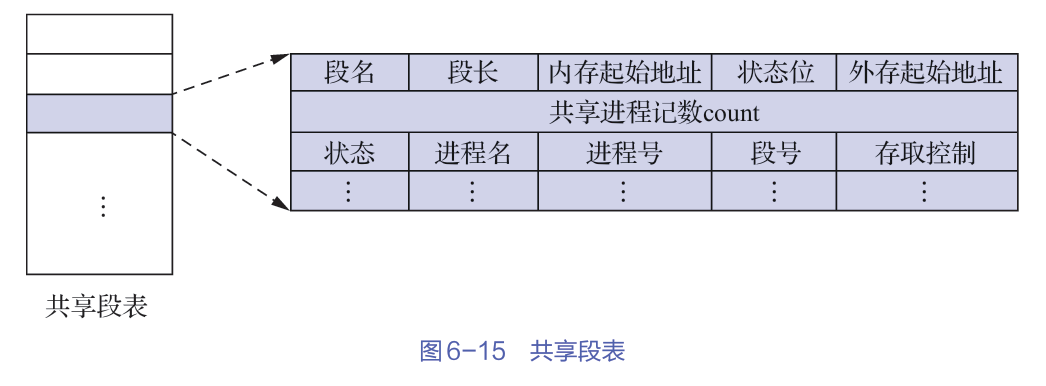 段名 段长 内存起始地址 状态位 外存起始地址
共享进程记数count
状态 进程名 进程号 段号 存取控制
⋮ ⋮ ⋮ ⋮ ⋮
⋮
共享段表
图6-15 共享段表